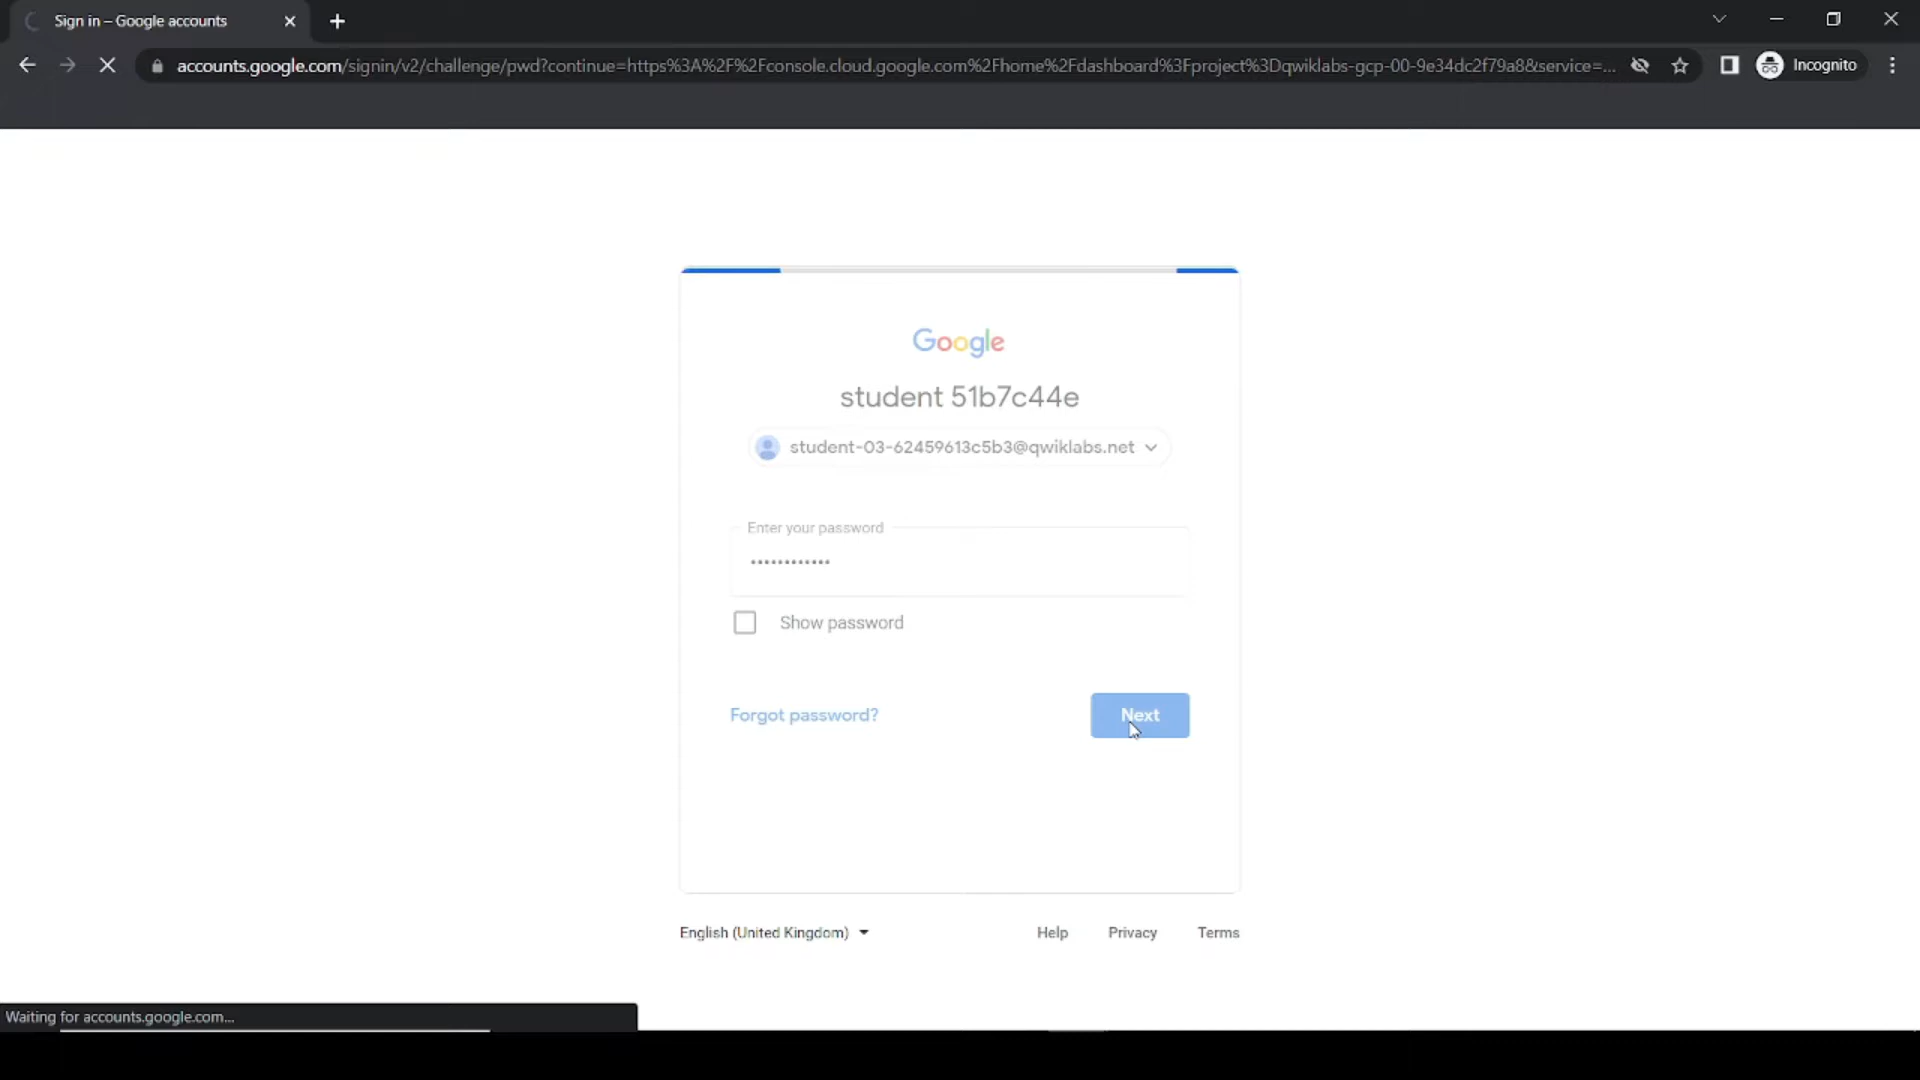 Sign in – Google accounts
accounts.google.com/signin/v2/challenge/pwd?continue=https%3A%2F%2Fconsole.cloud.google.com%2Fhome%2Fdashboard%3Fproject%3Dqwiklabs-gcp-00-9e34dc2f79a8&service=...
Incognito
Google
student 51b7c44e
student-03-62459613c5b3@qwiklabs.net
Enter your password
••••••••••••
Show password
Forgot password?
Next
English (United Kingdom)
Help
Privacy
Terms
Waiting for accounts.google.com...